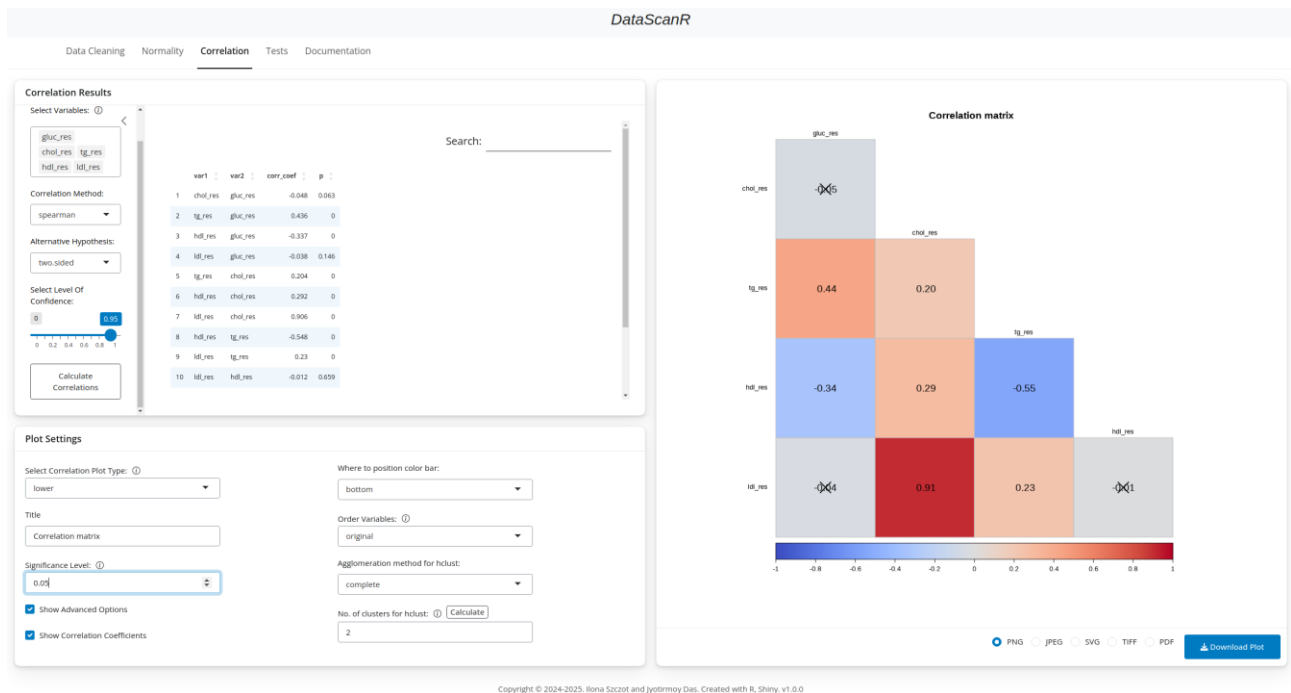 DataScanR
Data Cleaning Normality Correlation Tests Documentation
Correlation Results
Select Variables:
gluc_res
chol_res tg_res
hdl_res ldl_res
Correlation Method:
spearman
Alternative Hypothesis:
two.sided
Select Level Of
Confidence:
0 0.95
0 0.2 0.4 0.6 0.8 1
Calculate
Correlations
Search:
var1 var2 corr_coef p
1 chol_res gluc_res -0.048 0.063
2 tg_res gluc_res 0.436 0
3 hdl_res gluc_res -0.337 0
4 ldl_res gluc_res -0.038 0.146
5 tg_res chol_res 0.204 0
6 hdl_res chol_res 0.292 0
7 ldl_res chol_res 0.906 0
8 hdl_res tg_res -0.548 0
9 ldl_res tg_res 0.23 0
10 ldl_res hdl_res -0.012 0.659
Plot Settings
Select Correlation Plot Type:
lower
Title
Correlation matrix
Significance Level:
0.05
Show Advanced Options
Show Correlation Coefficients
Where to position color bar:
bottom
Order Variables:
original
Agglomeration method for hclust:
complete
No. of clusters for hclust: Calculate
2
Correlation matrix
gluc_res
chol_res -0.05
chol_res
tg_res 0.44 0.20
tg_res
hdl_res -0.34 0.29 -0.55
hdl_res
ldl_res -0.04 0.91 0.23 -0.01
-1 -0.8 -0.6 -0.4 -0.2 0 0.2 0.4 0.6 0.8 1
PNG JPEG SVG TIFF PDF Download Plot
Copyright © 2024-2025. Ilona Szczot and Jyotirmoy Das. Created with R, Shiny. v1.0.0